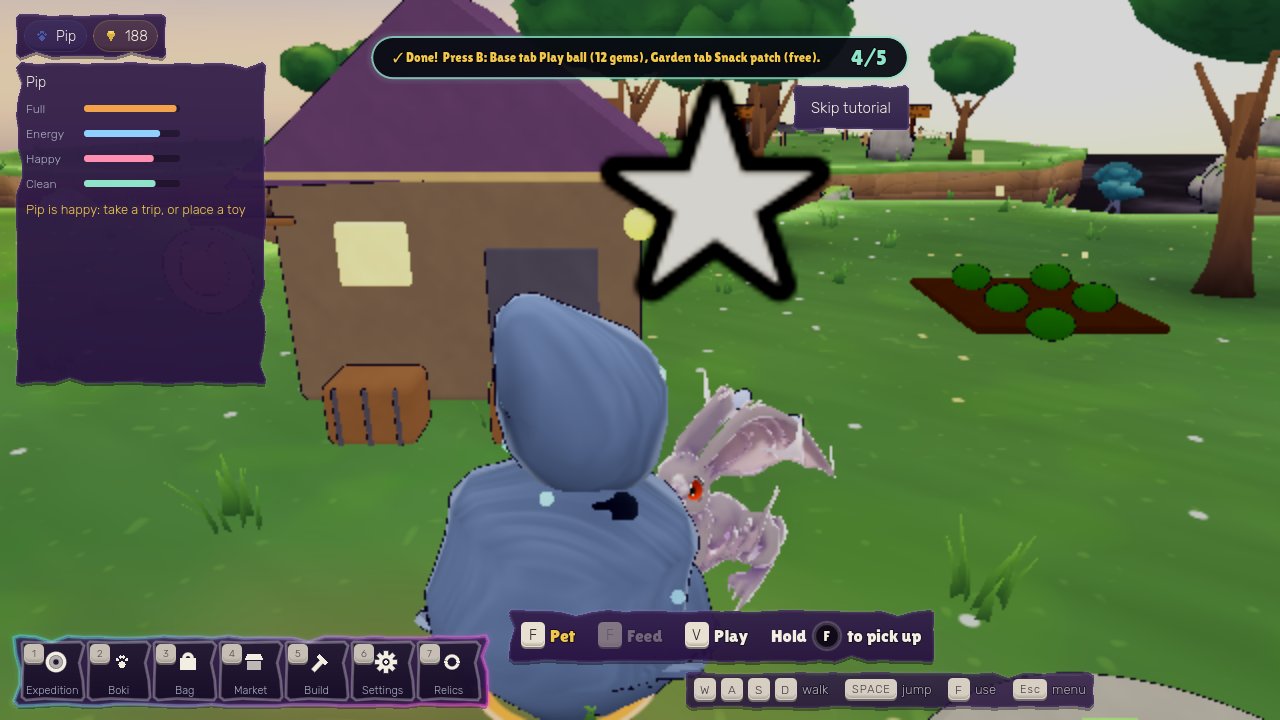 Pip
188
✓ Done! Press B: Base tab Play ball (12 gems), Garden tab Snack patch (free). 4/5
Skip tutorial
Pip
Full
Energy
Happy
Clean
Pip is happy: take a trip, or place a toy
F Pet F Feed V Play Hold F to pick up
1 Expedition
2 Boki
3 Bag
4 Market
5 Build
6 Settings
7 Relics
W A S D walk SPACE jump F use Esc menu